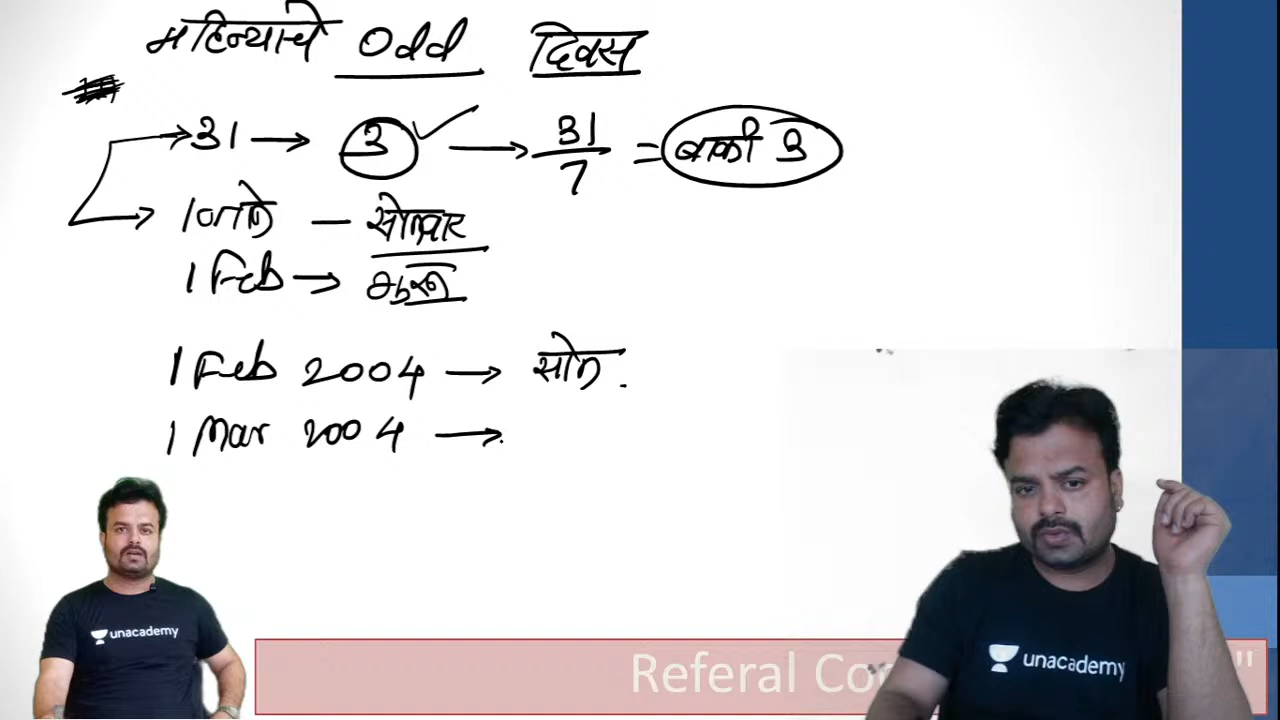 महिन्याचे Odd दिवस
31 → 3 ✓ → 31/7 = बाकी 3
1 जाने - सोमवार
1 Feb →
1 Feb 2004 → सोम.
1 Mar 2004 →
unacademy
unacademy
Referal Co "